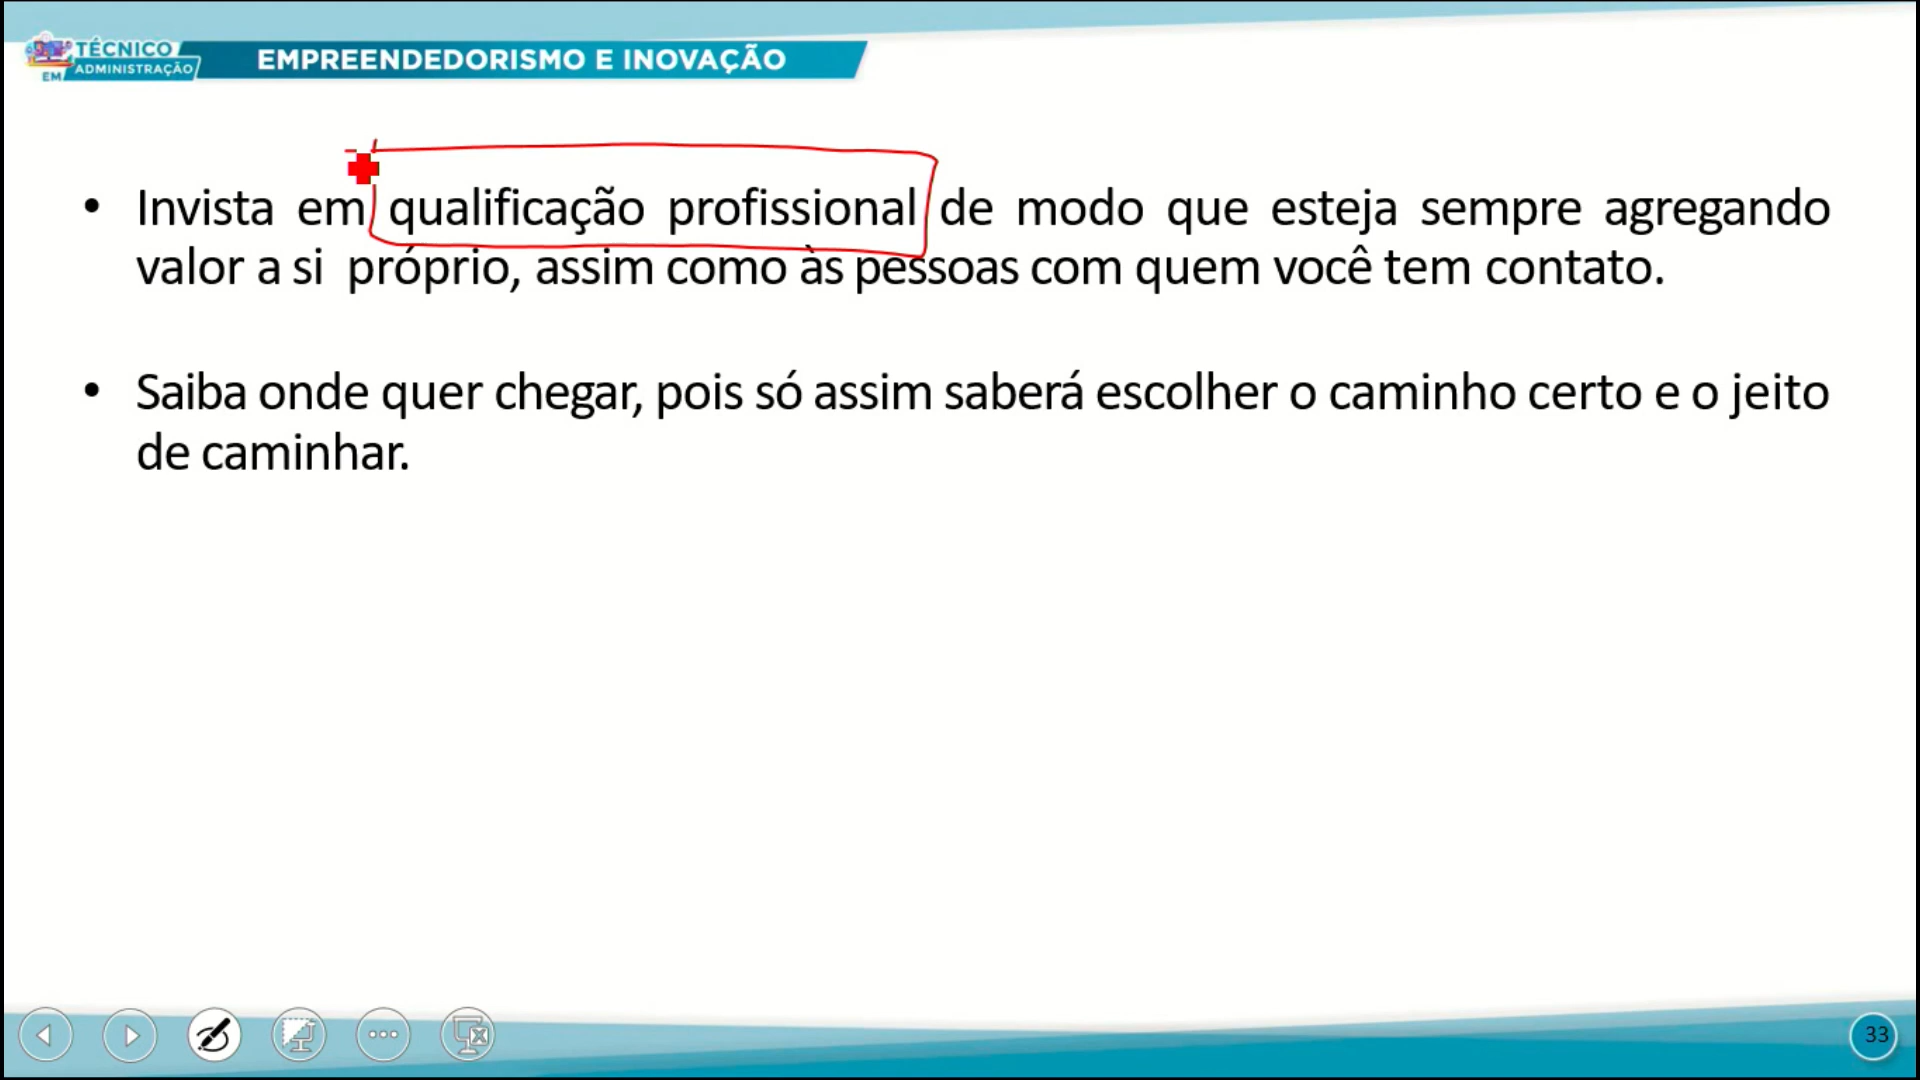 TÉCNICO
EM ADMINISTRAÇÃO
EMPREENDEDORISMO E INOVAÇÃO
• Invista em qualificação profissional de modo que esteja sempre agregando
valor a si próprio, assim como às pessoas com quem você tem contato.
• Saiba onde quer chegar, pois só assim saberá escolher o caminho certo e o jeito
de caminhar.
33